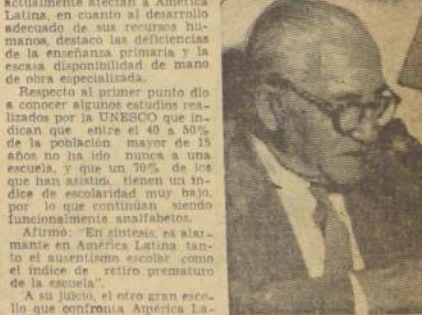 actualmente afectan a América
Latina, en cuanto al desarrollo
adecuado de sus recursos hu-
manos, destaco las deficiencias
de la enseñanza primaria y la
escasa disponibilidad de mano
de obra especializada.
Respecto al primer punto dio
a conocer algunos estudios rea-
lizados por la UNESCO que in-
dican que entre el 40 a 50%
de la población mayor de 15
años no ha ido nunca a una
escuela, y que un 70% de los
que han asistido, tienen un ín-
dice de escolaridad muy bajo,
por lo que continúan siendo
funcionalmente analfabetos.
Afirmó: "En síntesis, es alar-
mante en América Latina tan-
to el ausentismo escolar como
el índice de retiro prematuro
de la escuela".
A su juicio, el otro gran esco-
llo que confronta América La-